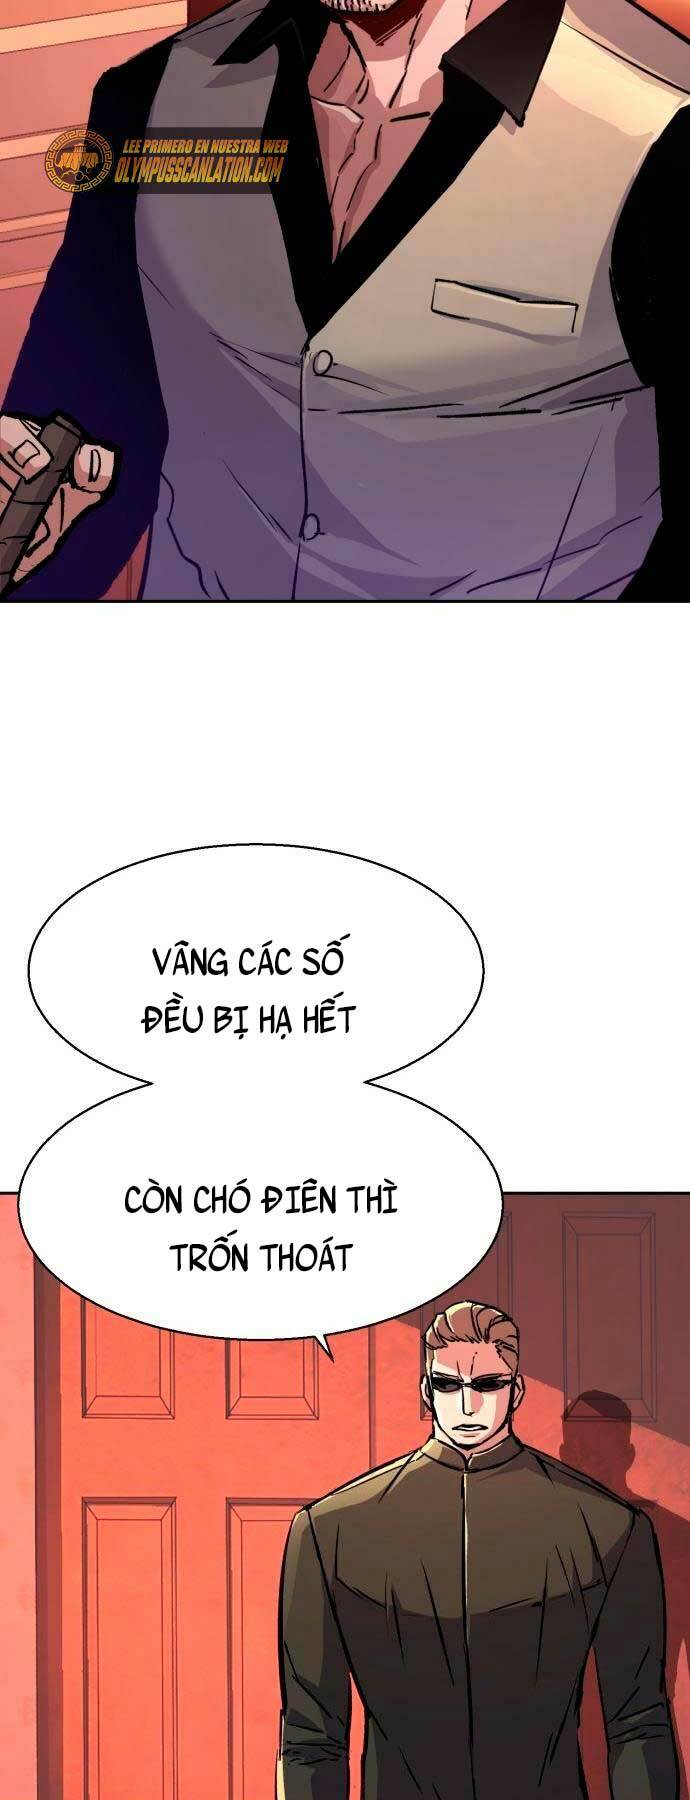 LEE PRIMERO EN NUESTRA WEB
OLYMPUSSCANLATION.COM
VÂNG CÁC SỐ
ĐỀU BỊ HẠ HẾT
CÒN CHÓ ĐIÊN THÌ
TRỐN THOÁT